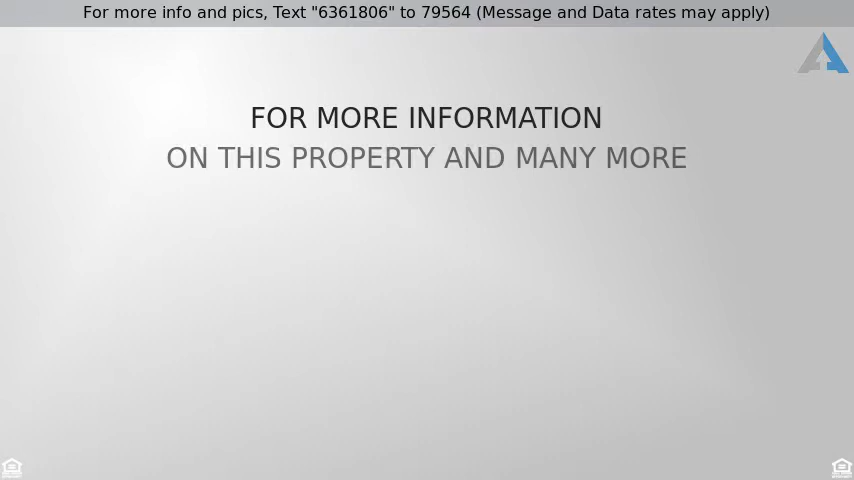 For more info and pics, Text "6361806" to 79564 (Message and Data rates may apply)
FOR MORE INFORMATION
ON THIS PROPERTY AND MANY MORE